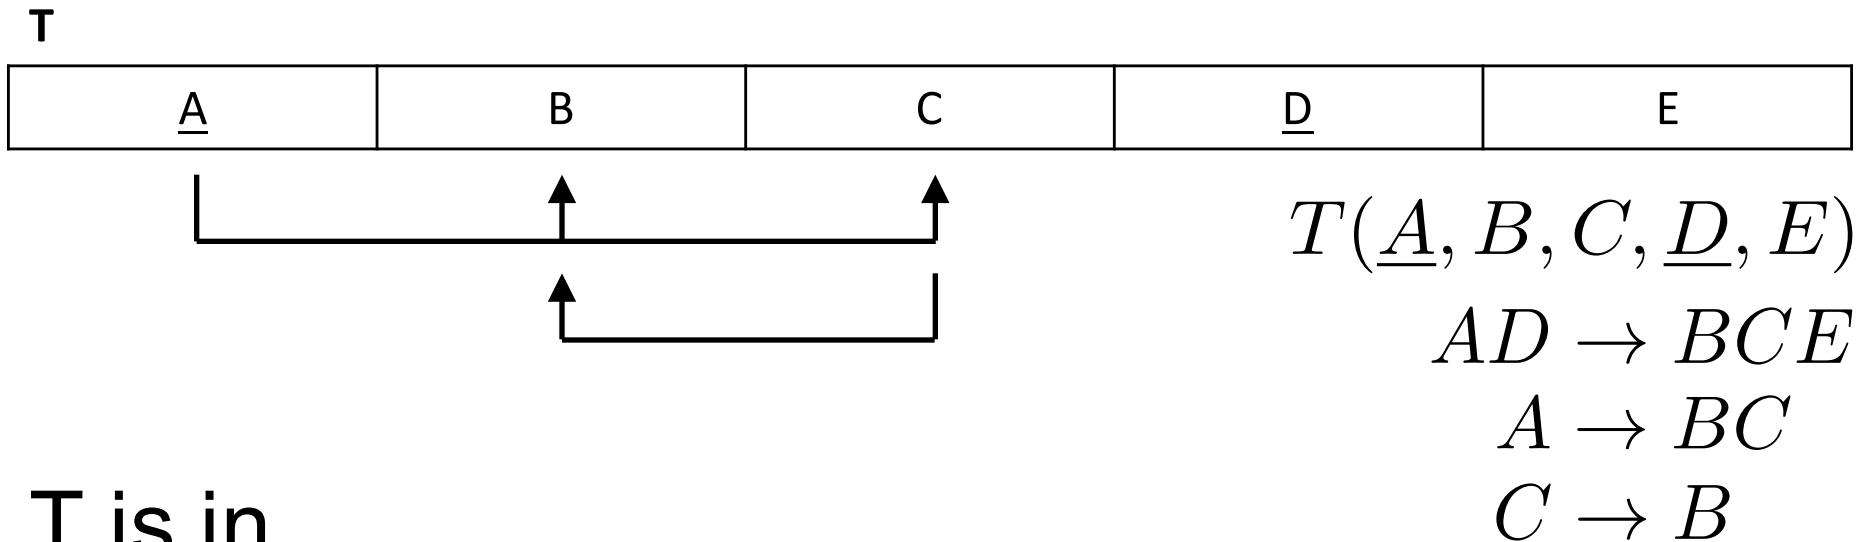 T
A B C D E
T(A, B, C, D, E)
AD → BCE
A → BC
C → B
T is in